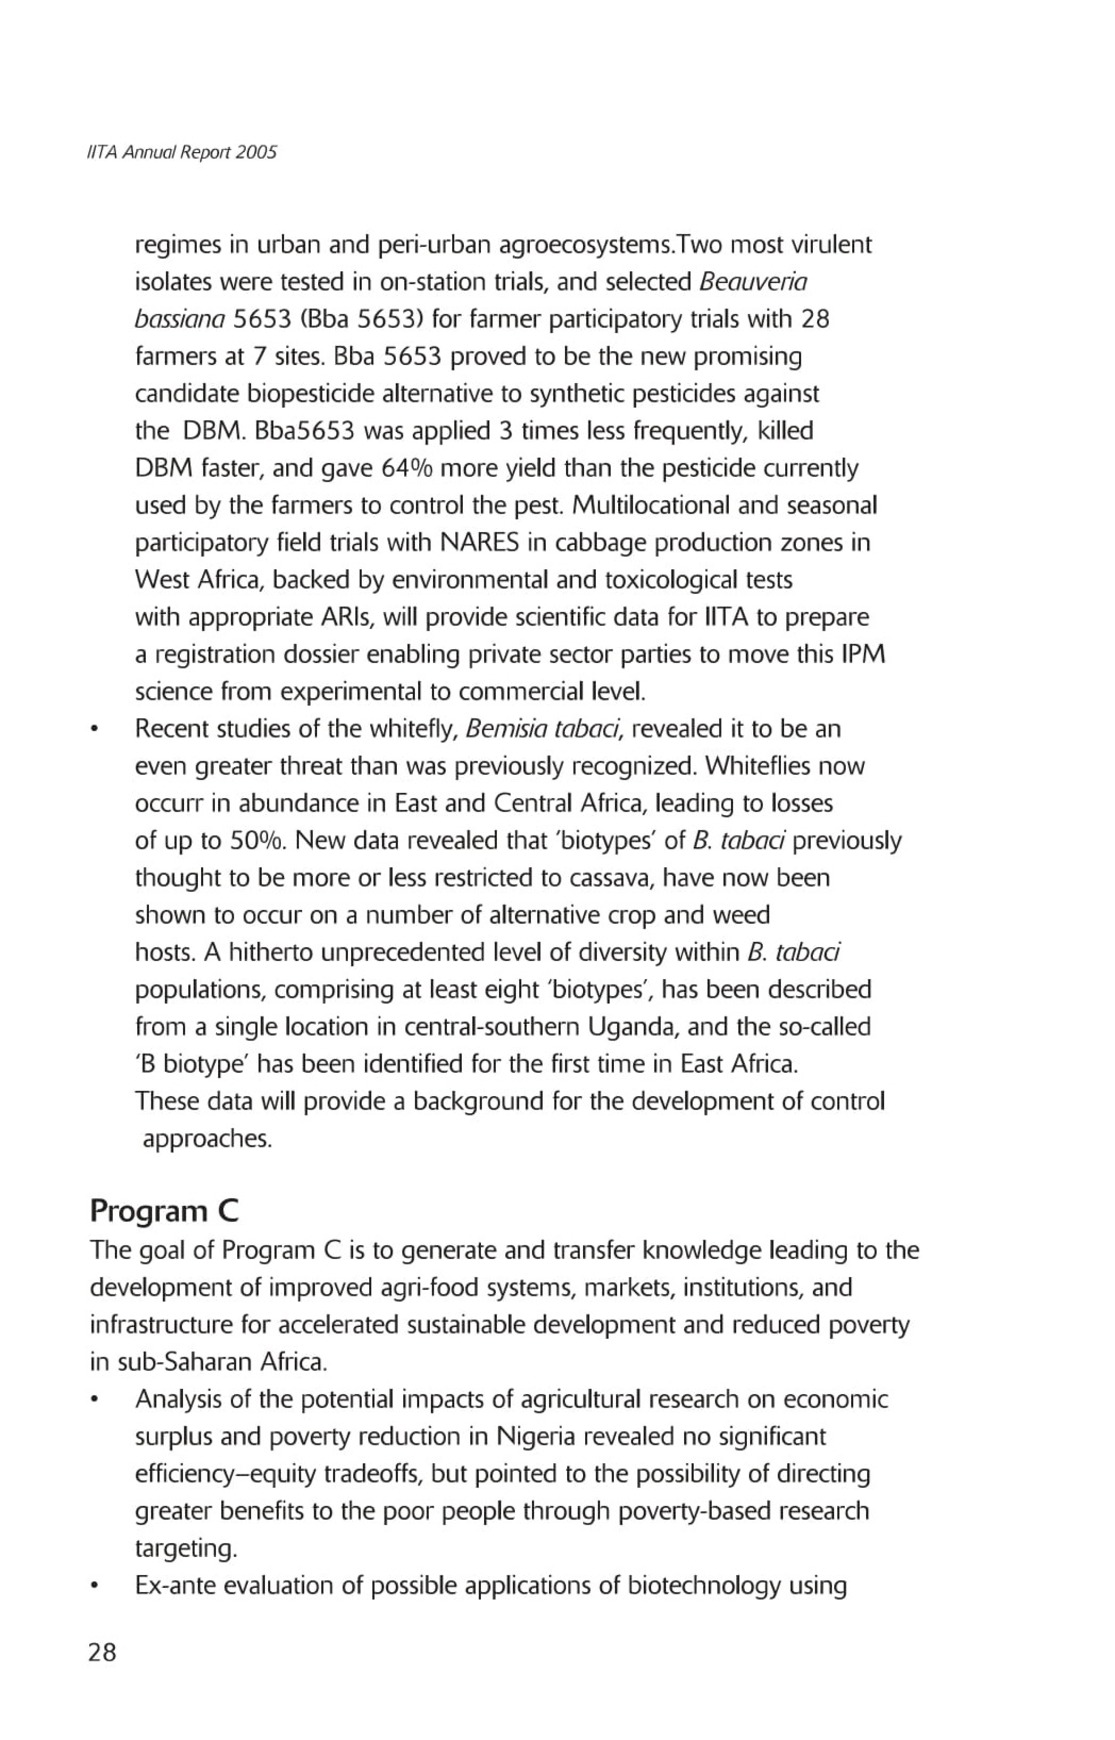 IITA Annual Report 2005
regimes in urban and peri-urban agroecosystems.Two most virulent
isolates were tested in on-station trials, and selected Beauveria
bassiana 5653 (Bba 5653) for farmer participatory trials with 28
farmers at 7 sites. Bba 5653 proved to be the new promising
candidate biopesticide alternative to synthetic pesticides against
the DBM. Bba5653 was applied 3 times less frequently, killed
DBM faster, and gave 64% more yield than the pesticide currently
used by the farmers to control the pest. Multilocational and seasonal
participatory field trials with NARES in cabbage production zones in
West Africa, backed by environmental and toxicological tests
with appropriate ARIs, will provide scientific data for IITA to prepare
a registration dossier enabling private sector parties to move this IPM
science from experimental to commercial level.
• Recent studies of the whitefly, Bemisia tabaci, revealed it to be an
even greater threat than was previously recognized. Whiteflies now
occurr in abundance in East and Central Africa, leading to losses
of up to 50%. New data revealed that ‘biotypes’ of B. tabaci previously
thought to be more or less restricted to cassava, have now been
shown to occur on a number of alternative crop and weed
hosts. A hitherto unprecedented level of diversity within B. tabaci
populations, comprising at least eight ‘biotypes’, has been described
from a single location in central-southern Uganda, and the so-called
‘B biotype’ has been identified for the first time in East Africa.
These data will provide a background for the development of control
approaches.
Program C
The goal of Program C is to generate and transfer knowledge leading to the
development of improved agri-food systems, markets, institutions, and
infrastructure for accelerated sustainable development and reduced poverty
in sub-Saharan Africa.
• Analysis of the potential impacts of agricultural research on economic
surplus and poverty reduction in Nigeria revealed no significant
efficiency–equity tradeoffs, but pointed to the possibility of directing
greater benefits to the poor people through poverty-based research
targeting.
• Ex-ante evaluation of possible applications of biotechnology using
28